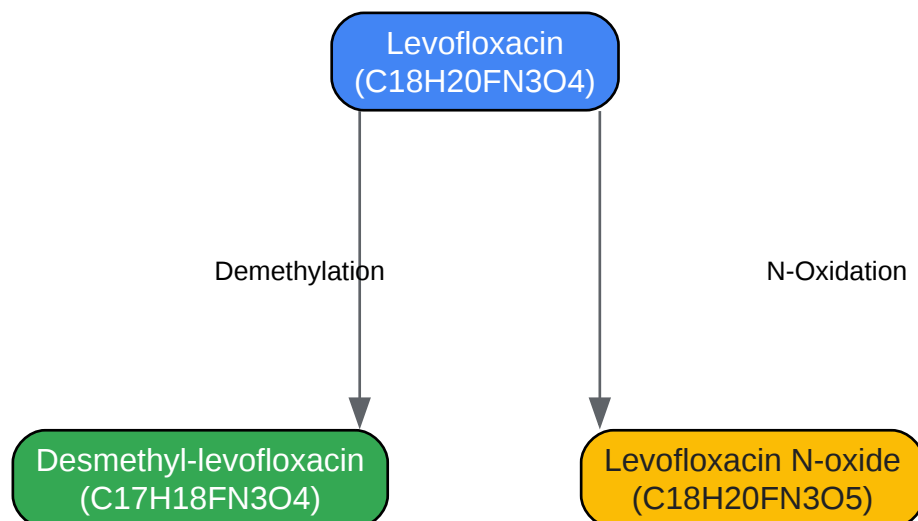 Levofloxacin
(C18H20FN3O4)
Demethylation
N-Oxidation
Desmethyl-levofloxacin
(C17H18FN3O4)
Levofloxacin N-oxide
(C18H20FN3O5)